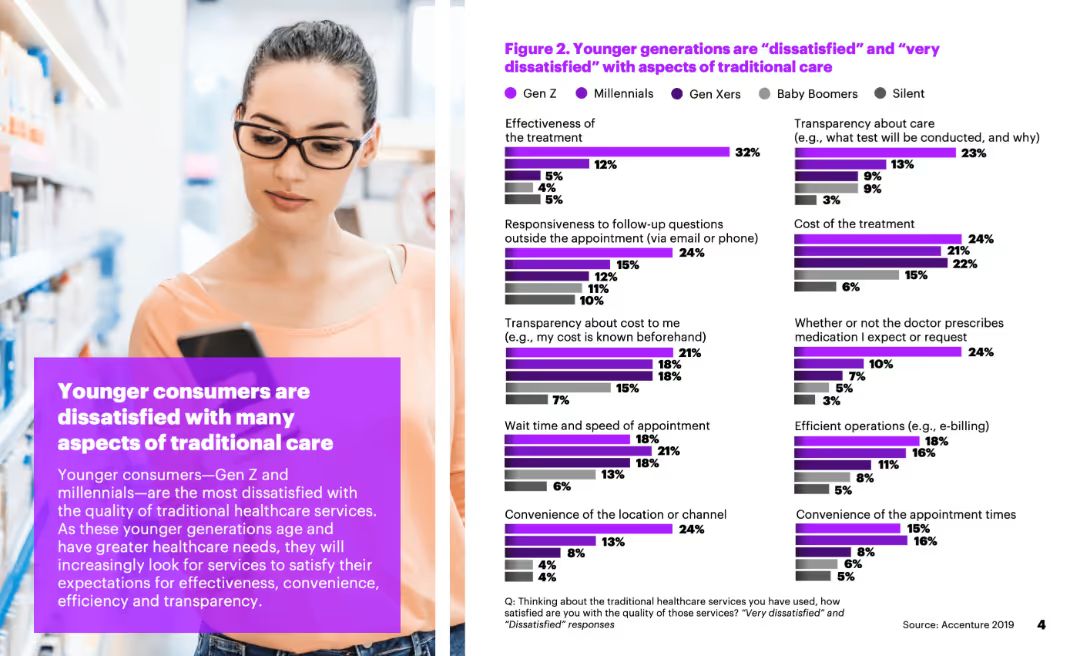 Younger consumers are
dissatisfied with many
aspects of traditional care
Younger consumers—Gen Z and
millennials—are the most dissatisfied with
the quality of traditional healthcare services.
As these younger generations age and
have greater healthcare needs, they will
increasingly look for services to satisfy their
expectations for effectiveness, convenience,
efficiency and transparency.
Figure 2. Younger generations are “dissatisfied” and “very
dissatisfied” with aspects of traditional care
Gen Z Millennials Gen Xers Baby Boomers Silent
Effectiveness of
the treatment
32%
12%
5%
4%
5%
Transparency about care
(e.g., what test will be conducted, and why)
23%
13%
9%
9%
3%
Responsiveness to follow-up questions
outside the appointment (via email or phone)
24%
15%
12%
11%
10%
Cost of the treatment
24%
21%
22%
15%
6%
Transparency about cost to me
(e.g., my cost is known beforehand)
21%
18%
18%
15%
7%
Whether or not the doctor prescribes
medication I expect or request
24%
10%
7%
5%
3%
Wait time and speed of appointment
18%
21%
18%
13%
6%
Efficient operations (e.g., e-billing)
18%
16%
11%
8%
5%
Convenience of the location or channel
24%
13%
8%
4%
4%
Convenience of the appointment times
15%
16%
8%
6%
5%
Q: Thinking about the traditional healthcare services you have used, how
satisfied are you with the quality of those services? “Very dissatisfied” and
“Dissatisfied” responses
Source: Accenture 2019 4